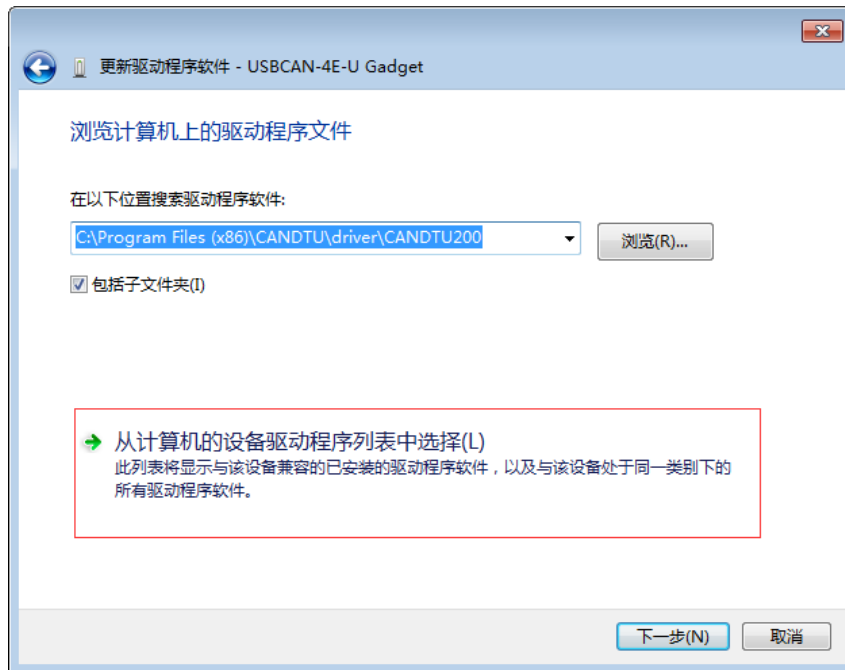 更新驱动程序软件 - USBCAN-4E-U Gadget
浏览计算机上的驱动程序文件
在以下位置搜索驱动程序软件:
C:\Program Files (x86)\CANDTU\driver\CANDTU200
浏览(R)...
包括子文件夹(I)
从计算机的设备驱动程序列表中选择(L)
此列表将显示与该设备兼容的已安装的驱动程序软件，以及与该设备处于同一类别下的
所有驱动程序软件。
下一步(N)
取消